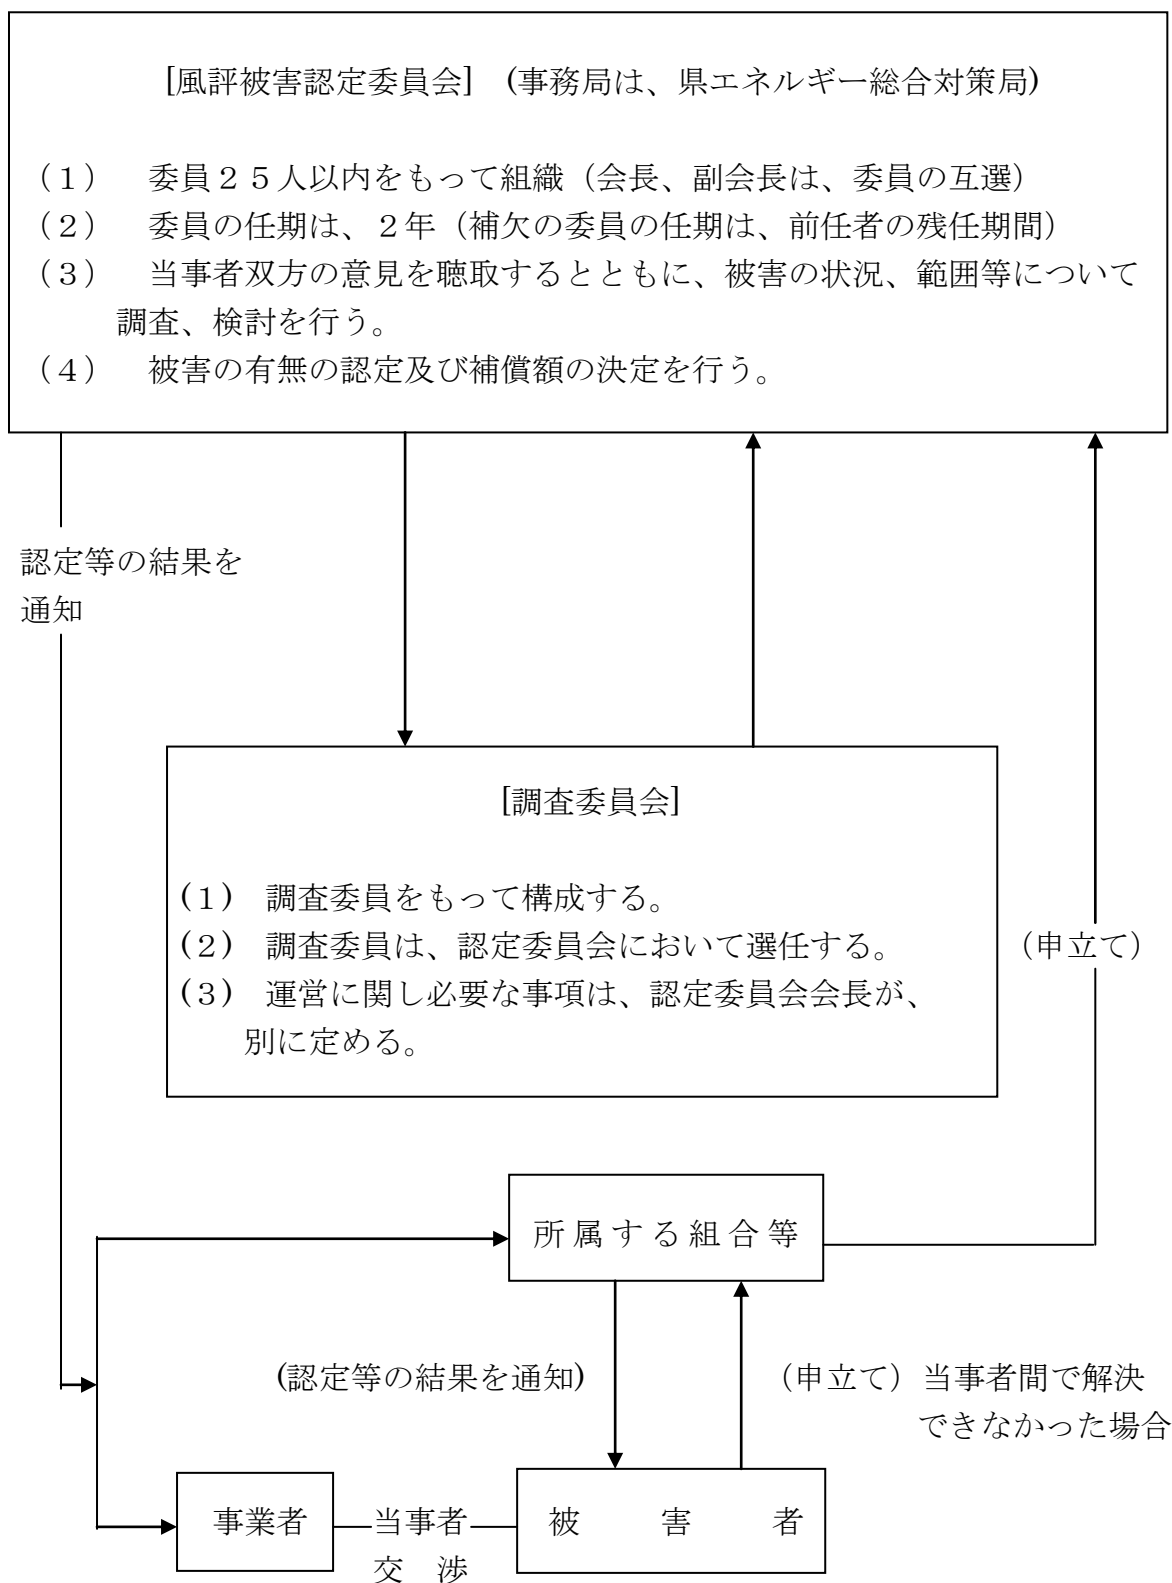 [風評被害認定委員会] (事務局は、県エネルギー総合対策局)
（１） 委員２５人以内をもって組織（会長、副会長は、委員の互選）
（２） 委員の任期は、２年（補欠の委員の任期は、前任者の残任期間）
（３） 当事者双方の意見を聴取するとともに、被害の状況、範囲等について
調査、検討を行う。
（４） 被害の有無の認定及び補償額の決定を行う。
認定等の結果を
通知
[調査委員会]
(１) 調査委員をもって構成する。
(２) 調査委員は、認定委員会において選任する。
(３) 運営に関し必要な事項は、認定委員会会長が、
別に定める。
（申立て）
所属する組合等
(認定等の結果を通知)
（申立て）当事者間で解決
できなかった場合
事業者
当事者
交　渉
被　害　者